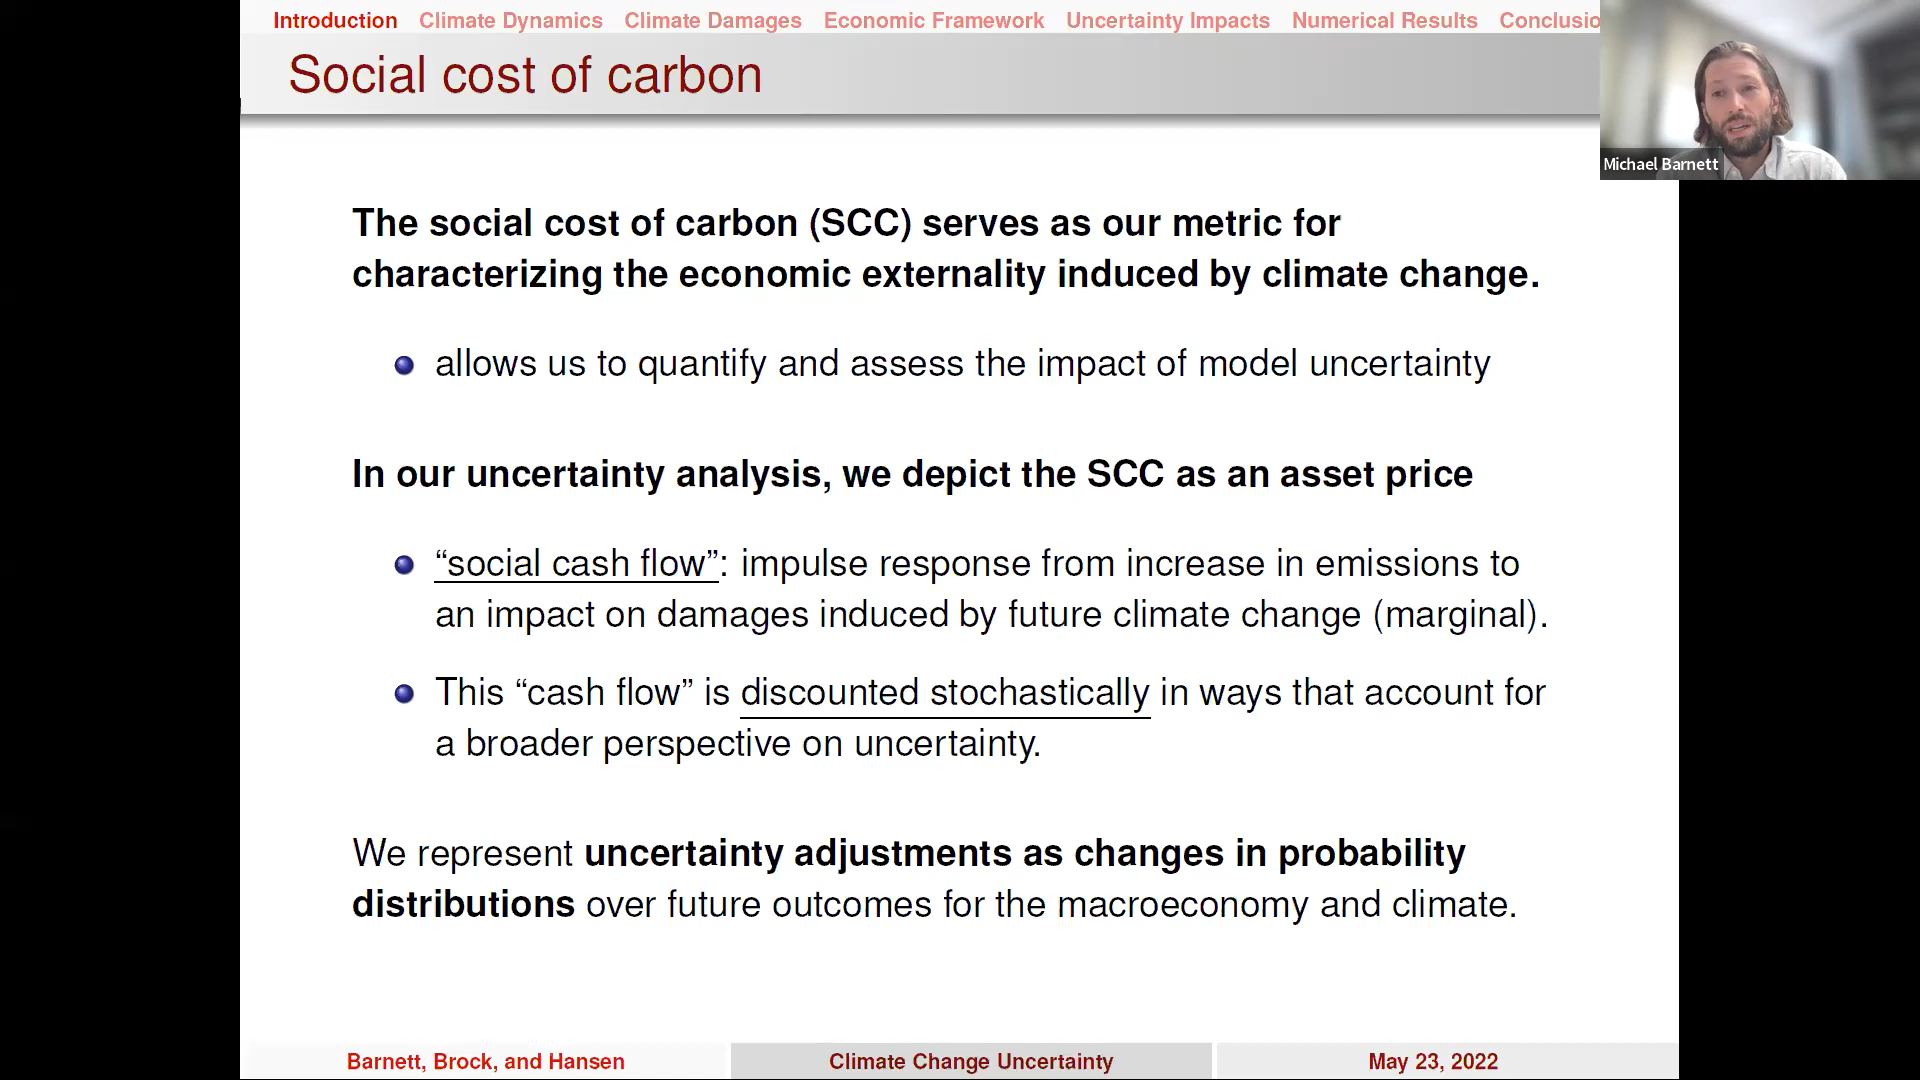 Introduction Climate Dynamics Climate Damages Economic Framework Uncertainty Impacts Numerical Results Conclusio
Social cost of carbon
Michael Barnett
The social cost of carbon (SCC) serves as our metric for
characterizing the economic externality induced by climate change.
allows us to quantify and assess the impact of model uncertainty
In our uncertainty analysis, we depict the SCC as an asset price
“social cash flow”: impulse response from increase in emissions to
an impact on damages induced by future climate change (marginal).
This “cash flow” is discounted stochastically in ways that account for
a broader perspective on uncertainty.
We represent uncertainty adjustments as changes in probability
distributions over future outcomes for the macroeconomy and climate.
Barnett, Brock, and Hansen Climate Change Uncertainty May 23, 2022